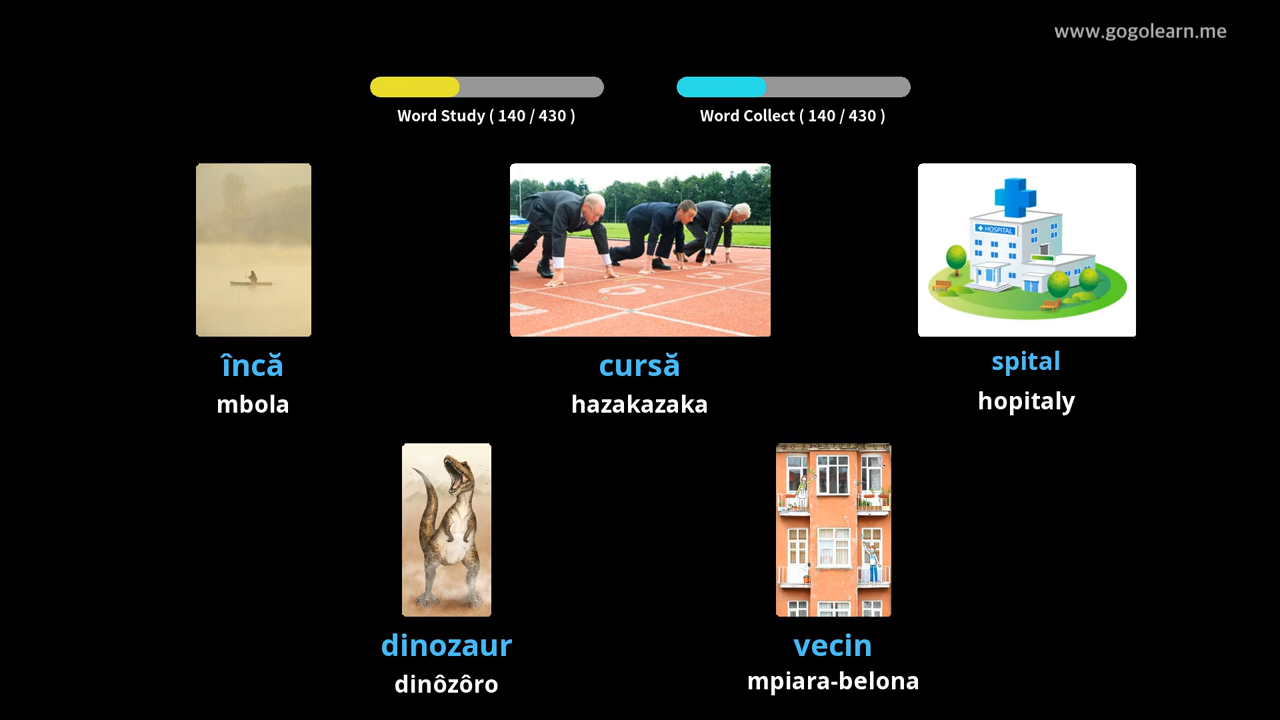 www.gogolearn.me
Word Study ( 140 / 430 )
Word Collect ( 140 / 430 )
HOSPITAL
încă
mbola
cursă
hazakazaka
spital
hopitaly
dinozaur
dinôzôro
vecin
mpiara-belona